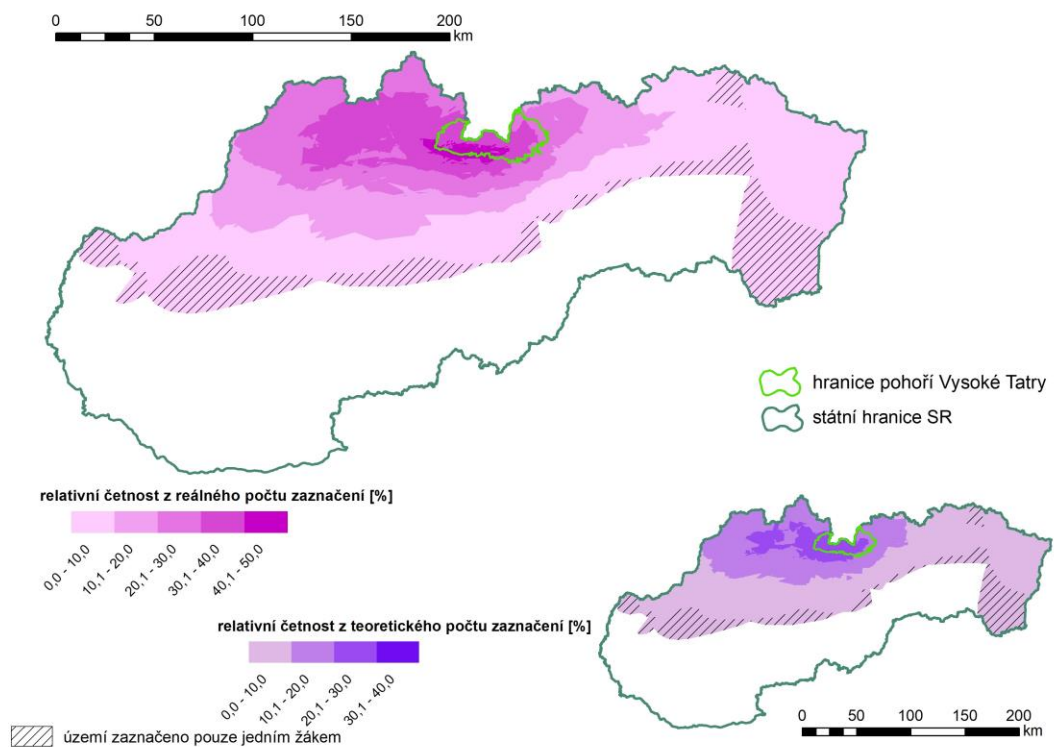 0 50 100 150 200
km
hranice pohoří Vysoké Tatry
státní hranice SR
relativní četnost z reálného počtu zaznačení [%]
0,0 - 10,0
10,1 - 20,0
20,1 - 30,0
30,1 - 40,0
40,1 - 50,0
relativní četnost z teoretického počtu zaznačení [%]
0,0 - 10,0
10,1 - 20,0
20,1 - 30,0
30,1 - 40,0
území zaznačeno pouze jedním žákem
0 50 100 150 200
km